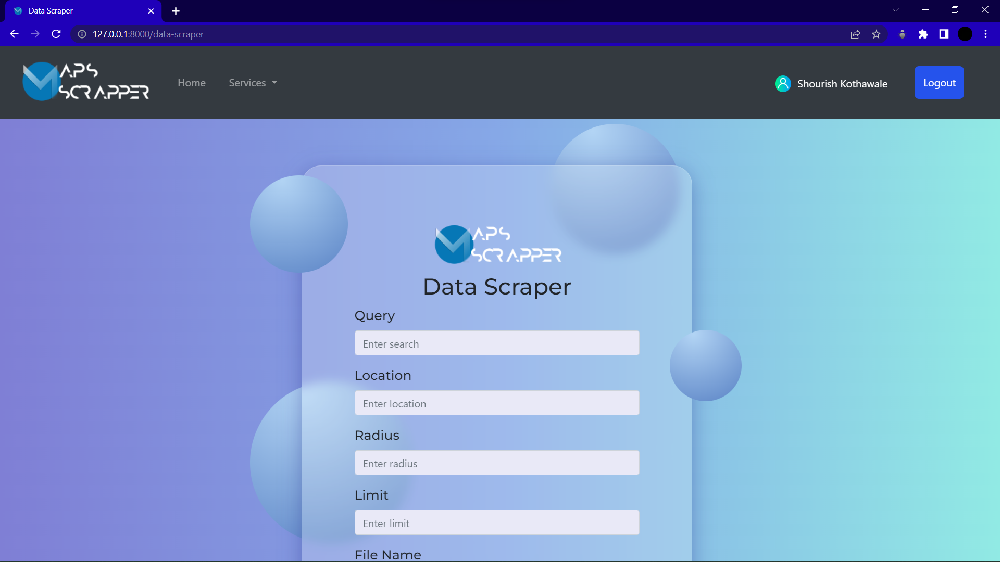 Data Scraper
127.0.0.1:8000/data-scraper
APS
SCRAPPER
Home
Services
Shourish Kothawale
Logout
APS
SCRAPPER
Data Scraper
Query
Enter search
Location
Enter location
Radius
Enter radius
Limit
Enter limit
File Name